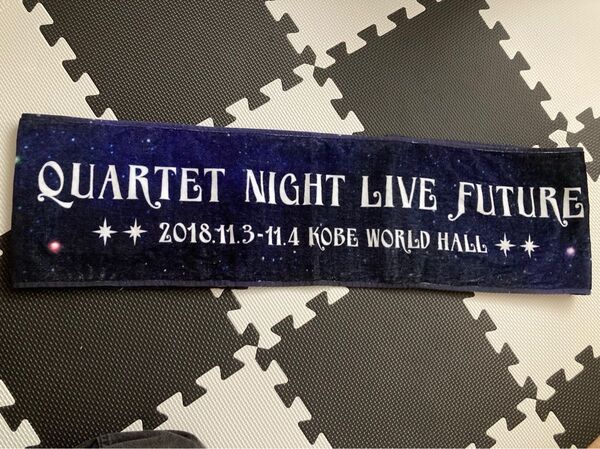 QUARTET NIGHT LIVE FUTURE
2018.11.3-11.4 KOBE WORLD HALL